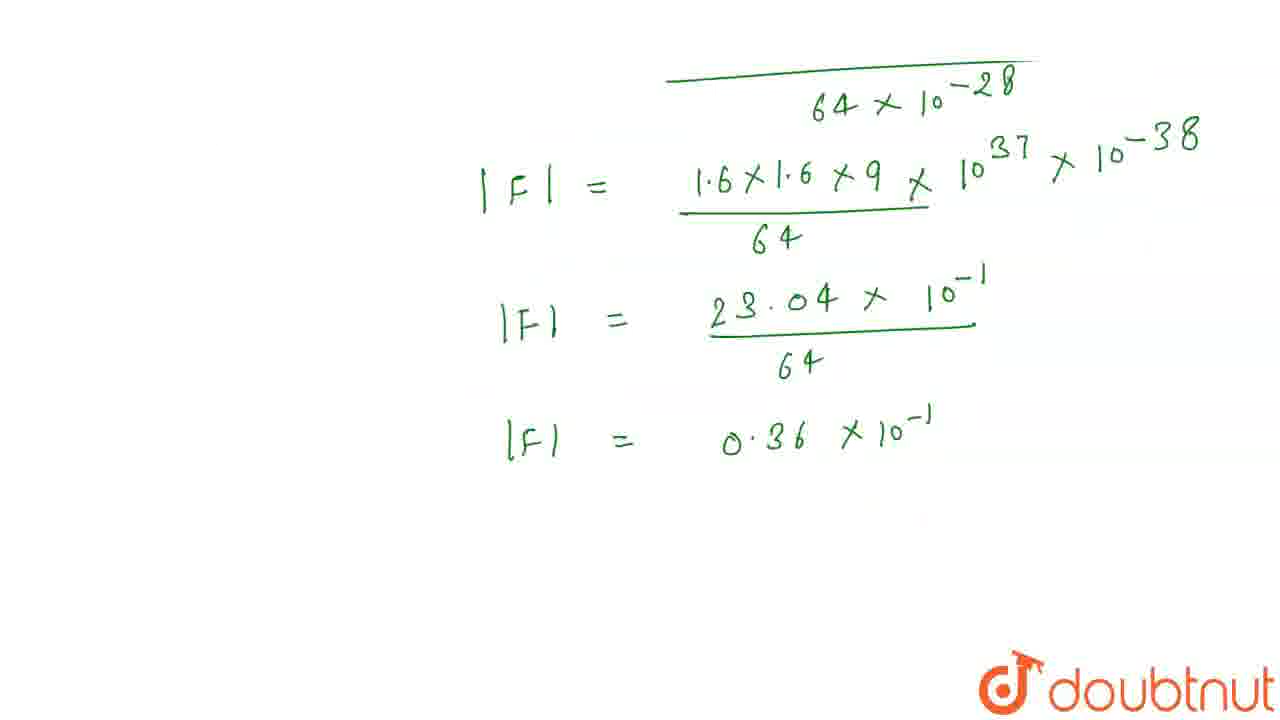 64 × 10⁻²⁸
|F| = 1.6 × 1.6 × 9 × 10³⁷ × 10⁻³⁸
64
|F| = 23.04 × 10⁻¹
64
|F| = 0.36 × 10⁻¹
doubtnut